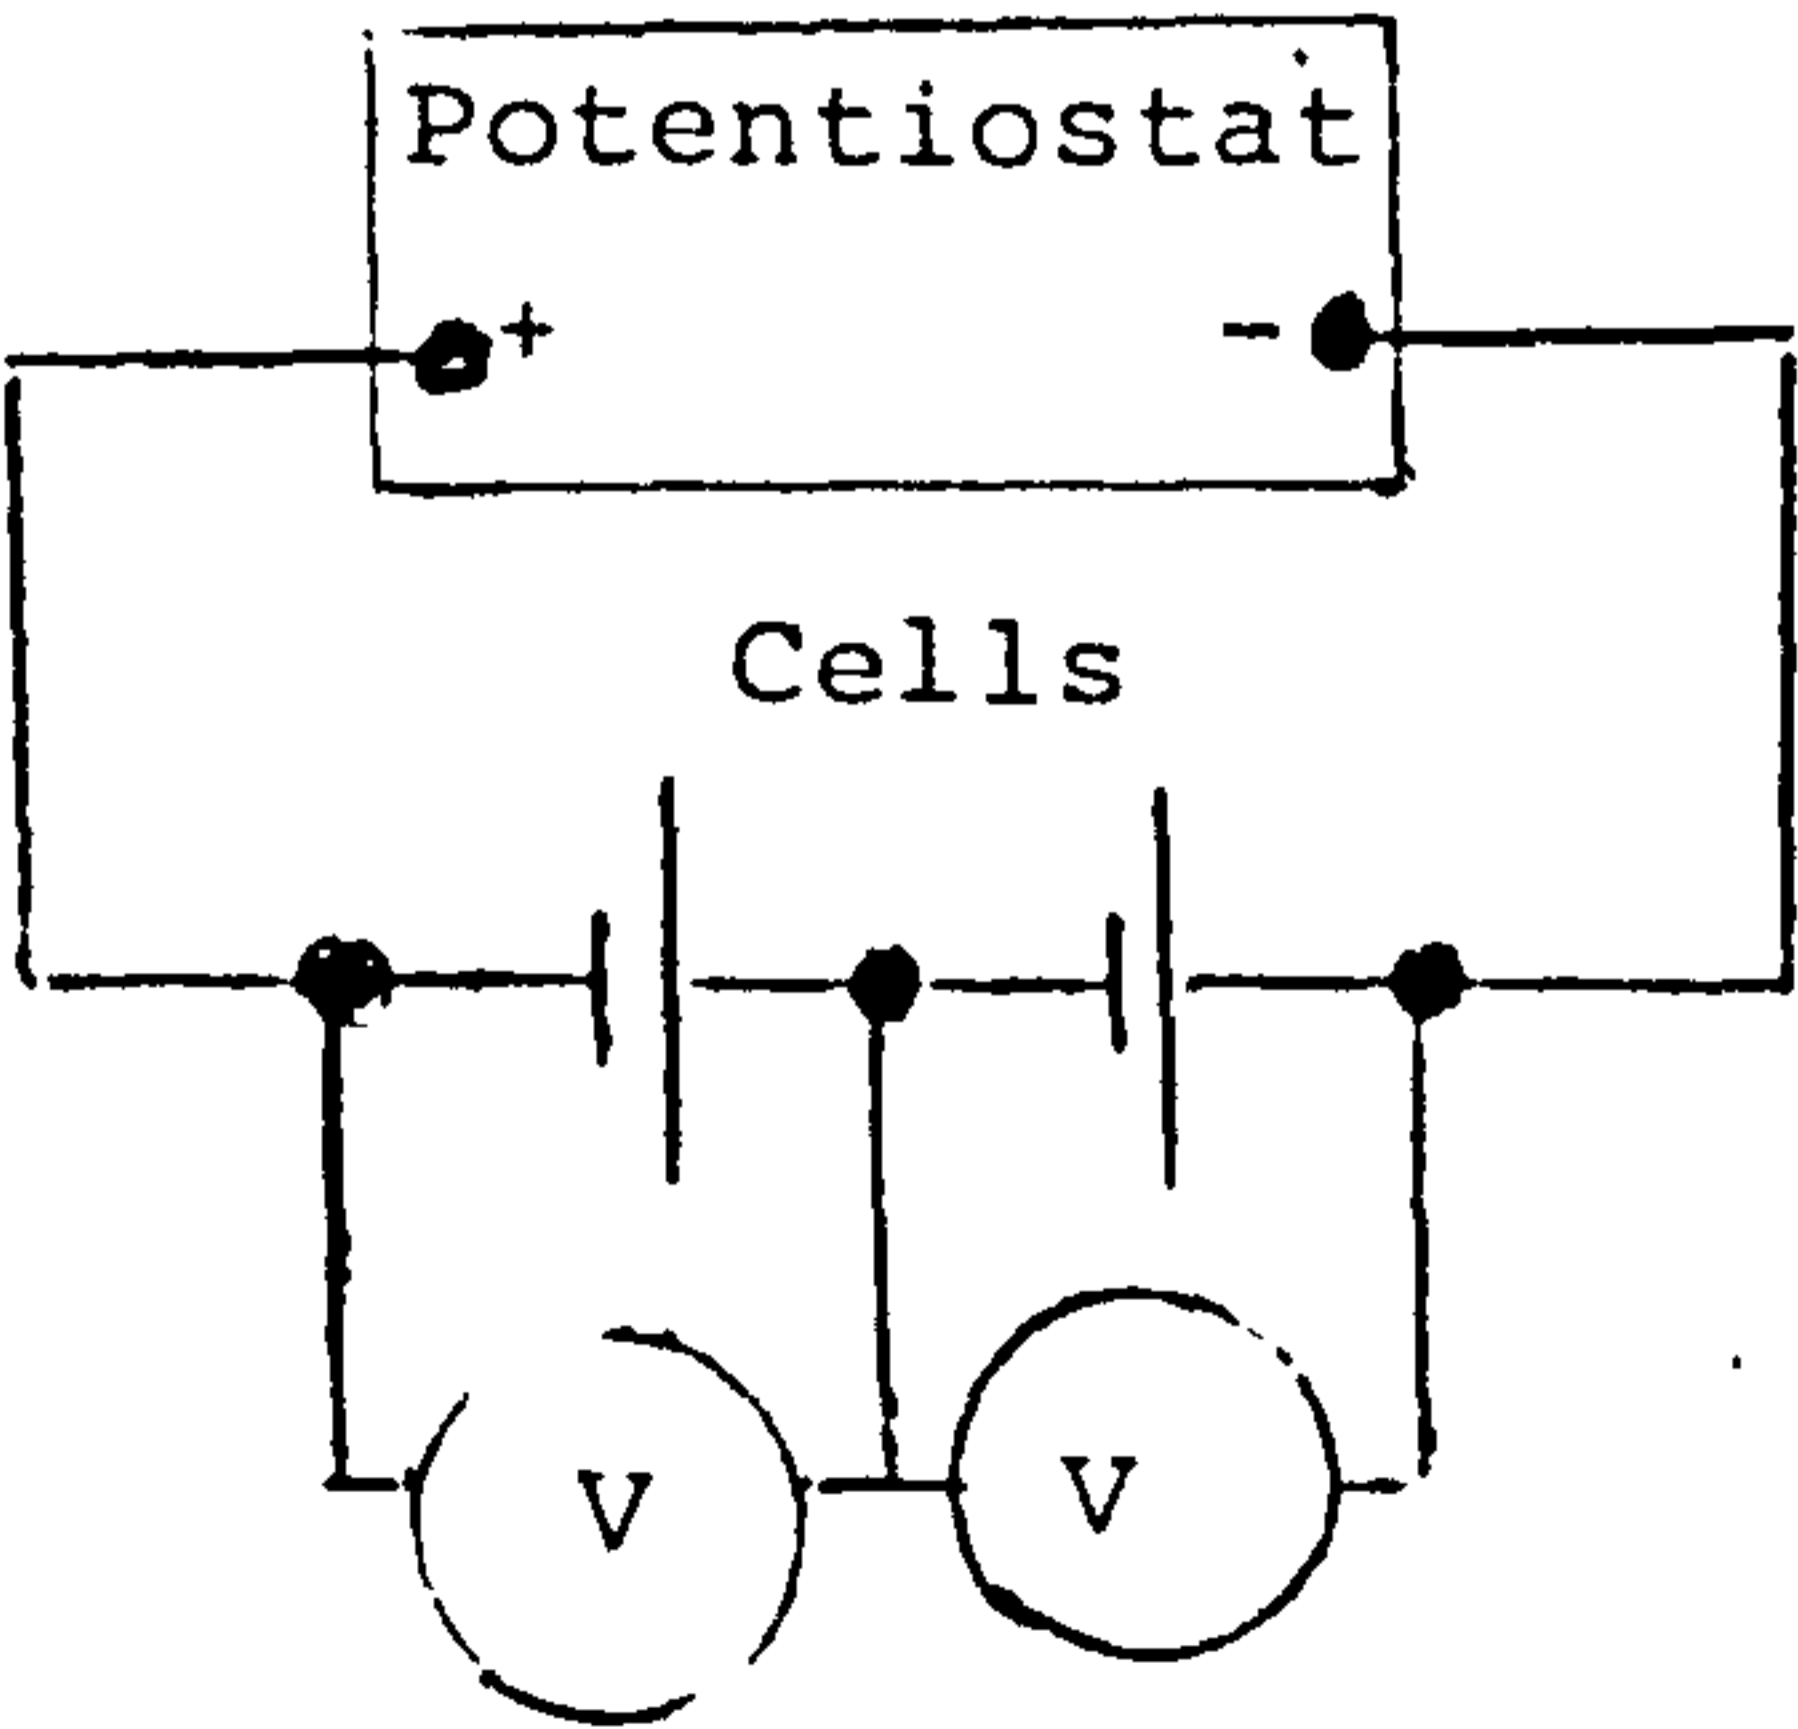 Potentiostat
+ -
Cells
V V